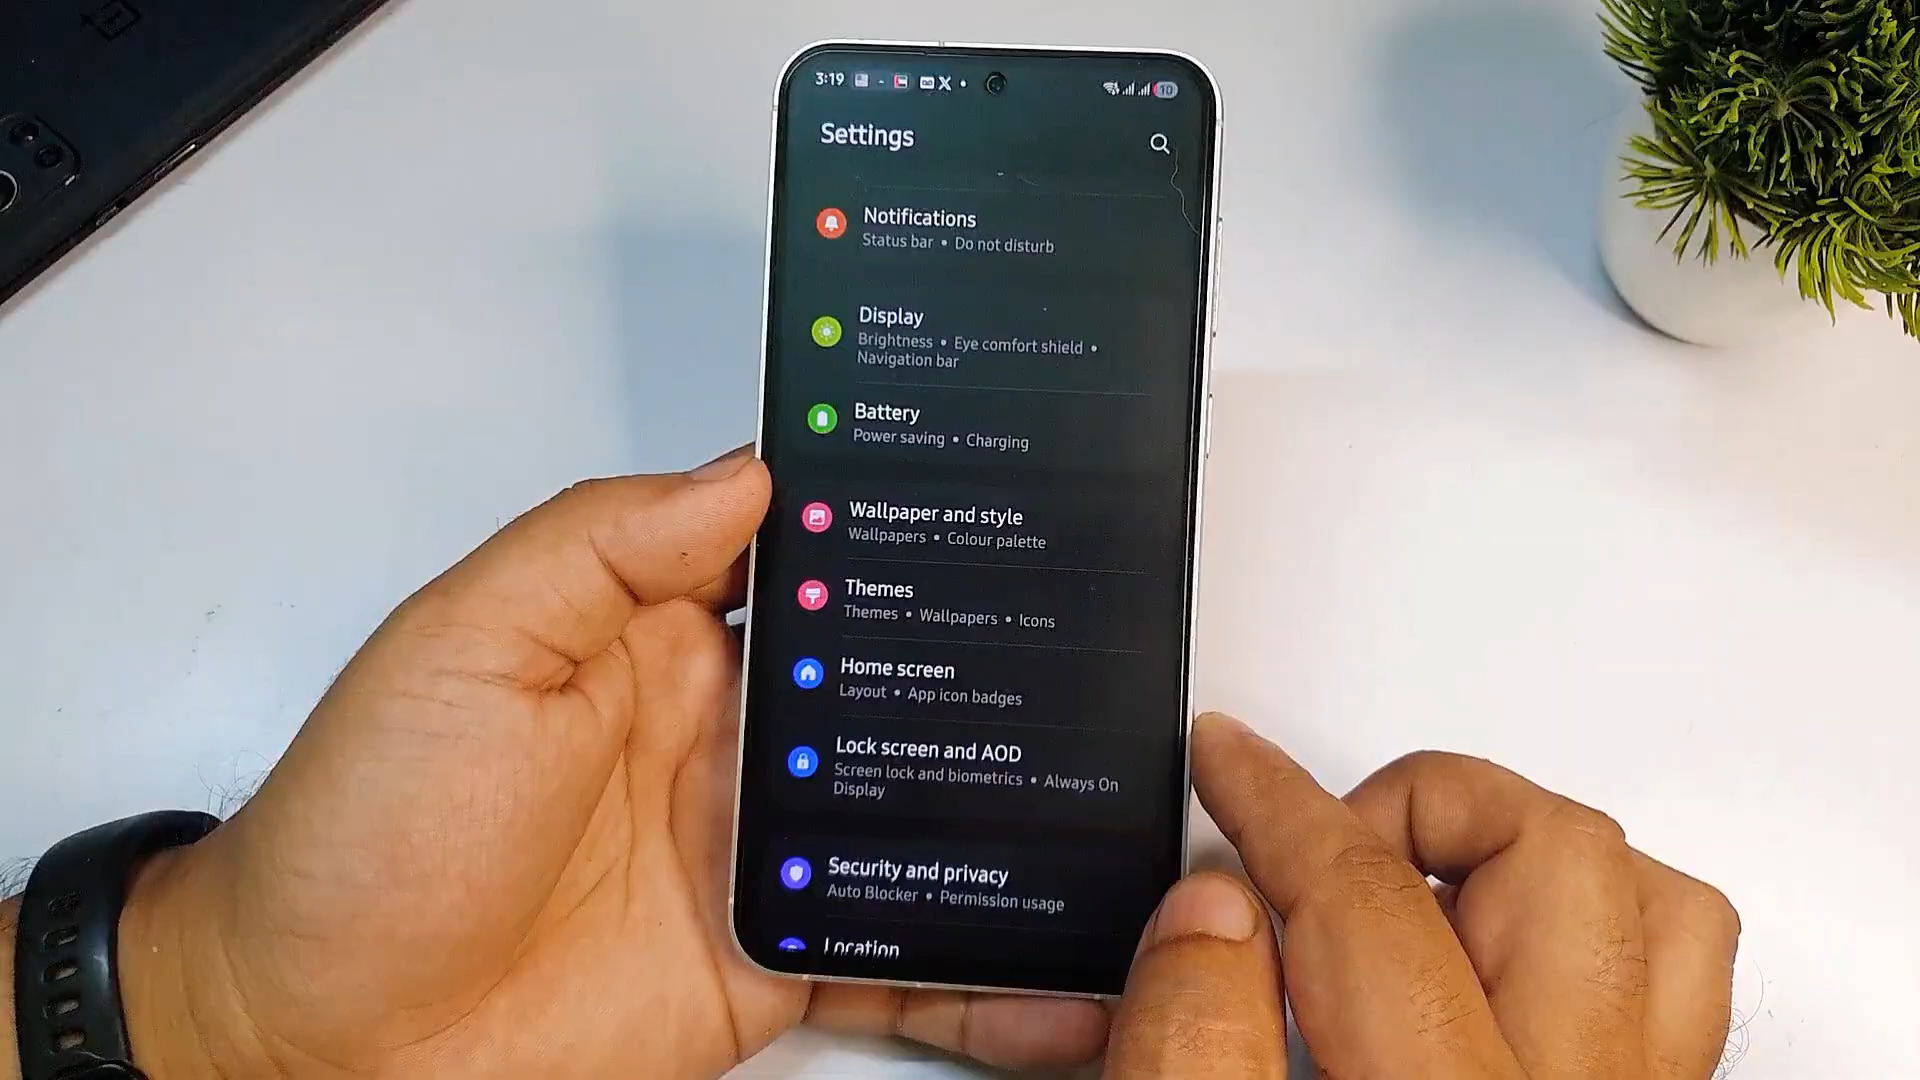 3:19 X 10
Settings
Notifications
Status bar • Do not disturb
Display
Brightness • Eye comfort shield •
Navigation bar
Battery
Power saving • Charging
Wallpaper and style
Wallpapers • Colour palette
Themes
Themes • Wallpapers • Icons
Home screen
Layout • App icon badges
Lock screen and AOD
Screen lock and biometrics • Always On
Display
Security and privacy
Auto Blocker • Permission usage
Location